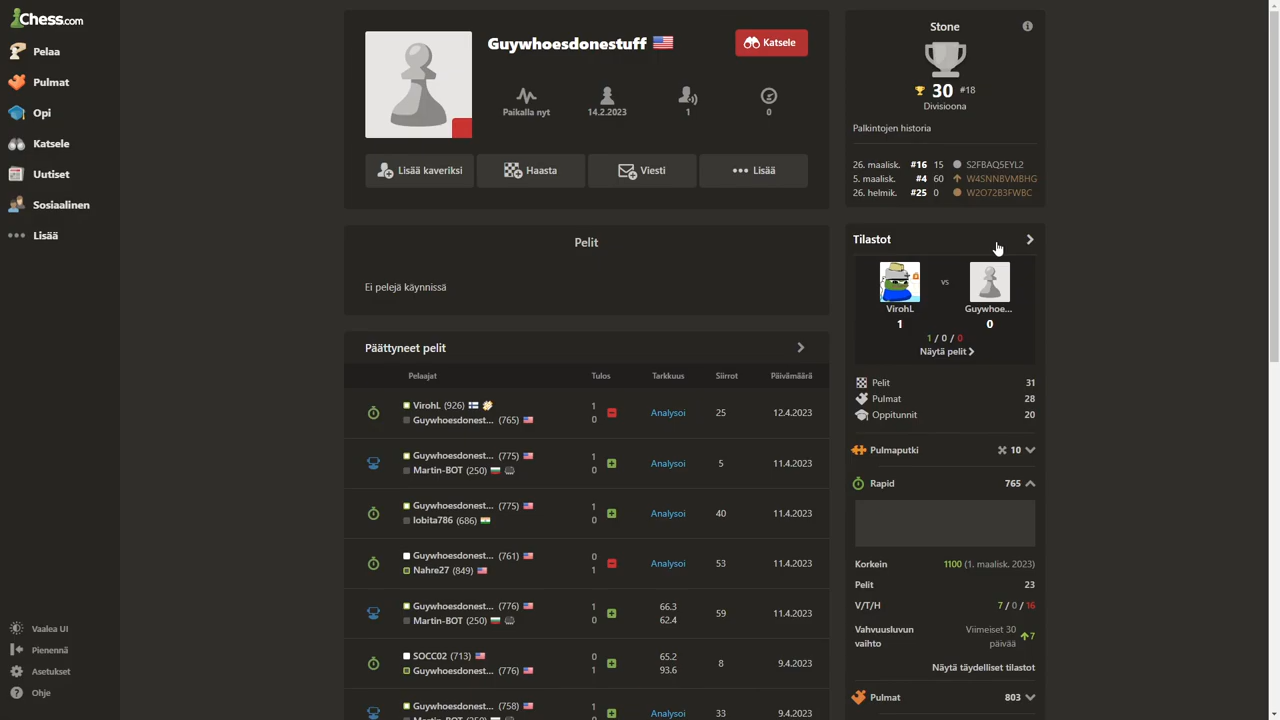 Chess.com
Pelaa
Pulmat
Opi
Katsele
Uutiset
Sosiaalinen
Lisää
Vaalea UI
Pienennä
Asetukset
Ohje
Guywhoesdonestuff
Katsele
Paikalla nyt
14.2.2023
1
0
Lisää kaveriksi
Haasta
Viesti
Lisää
Pelit
Ei pelejä käynnissä
Päättyneet pelit
Pelaajat Tulos Tarkkuus Siirrot Päivämäärä
VirohL (926) 1
Guywhoesdonest... (765) 0
Analysoi 25 12.4.2023
Guywhoesdonest... (775) 1
Martin-BOT (250) 0
Analysoi 5 11.4.2023
Guywhoesdonest... (775) 1
lobita786 (686) 0
Analysoi 40 11.4.2023
Guywhoesdonest... (761) 0
Nahre27 (849) 1
Analysoi 53 11.4.2023
Guywhoesdonest... (776) 1 66.3
Martin-BOT (250) 0 62.4
59 11.4.2023
SOCC02 (713) 0 65.2
Guywhoesdonest... (776) 1 93.6
8 9.4.2023
Guywhoesdonest... (758) 1
Martin-BOT (250) 0
Analysoi 33 9.4.2023
Stone
30 #18
Divisioona
Palkintojen historia
26. maalisk. #16 15 S2FBAQ5EYL2
5. maalisk. #4 60 W4SNNBVMBHG
26. helmik. #25 0 W2O72B3FWBC
Tilastot
vs
VirohL Guywhoe...
1 0
1 / 0 / 0
Näytä pelit
Pelit 31
Pulmat 28
Oppitunnit 20
Pulmaputki 10
Rapid 765
Korkein 1100 (1. maalisk. 2023)
Pelit 23
V/T/H 7 / 0 / 16
Vahvuusluvun Viimeiset 30
vaihto päivää 7
Näytä täydelliset tilastot
Pulmat 803